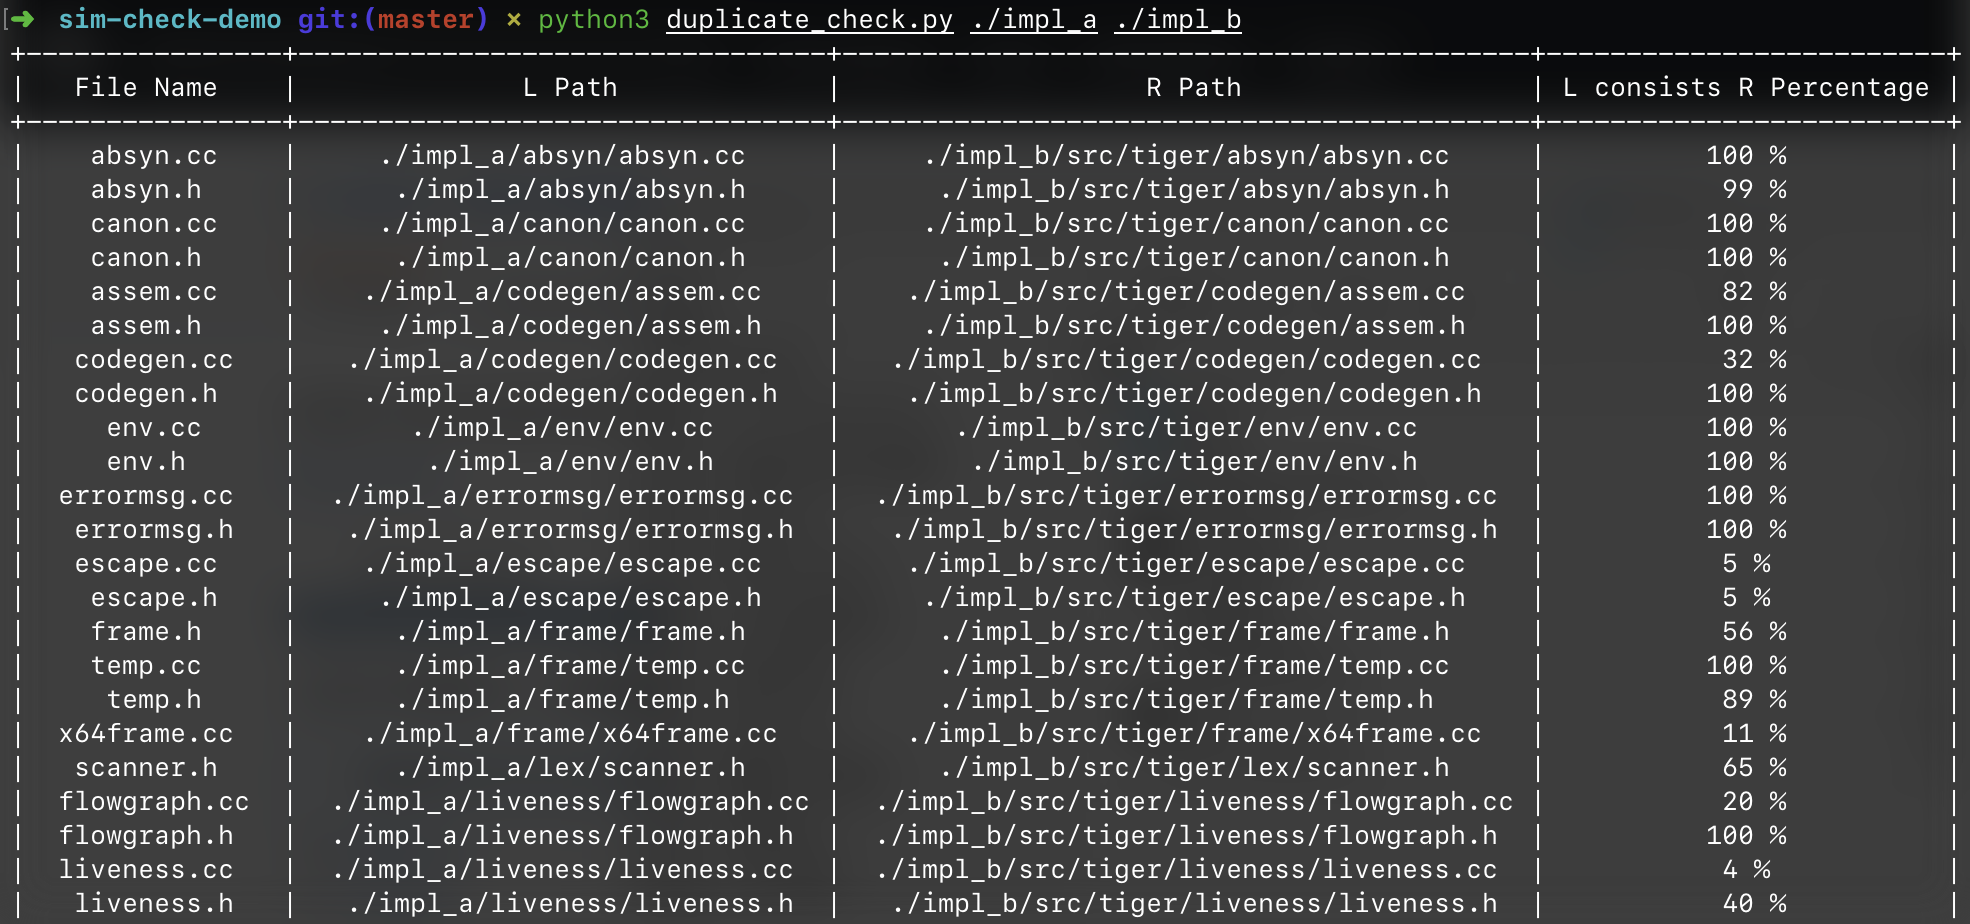 [➜  sim-check-demo git:(master) × python3 duplicate_check.py ./impl_a ./impl_b
+-----------------+----------------------------------+--------------------------------------------+--------------------------+
|    File Name    |              L Path              |                   R Path                   | L consists R Percentage |
+-----------------+----------------------------------+--------------------------------------------+--------------------------+
| absyn.cc | ./impl_a/absyn/absyn.cc | ./impl_b/src/tiger/absyn/absyn.cc | 100 % |
| absyn.h | ./impl_a/absyn/absyn.h | ./impl_b/src/tiger/absyn/absyn.h | 99 % |
| canon.cc | ./impl_a/canon/canon.cc | ./impl_b/src/tiger/canon/canon.cc | 100 % |
| canon.h | ./impl_a/canon/canon.h | ./impl_b/src/tiger/canon/canon.h | 100 % |
| assem.cc | ./impl_a/codegen/assem.cc | ./impl_b/src/tiger/codegen/assem.cc | 82 % |
| assem.h | ./impl_a/codegen/assem.h | ./impl_b/src/tiger/codegen/assem.h | 100 % |
| codegen.cc | ./impl_a/codegen/codegen.cc | ./impl_b/src/tiger/codegen/codegen.cc | 32 % |
| codegen.h | ./impl_a/codegen/codegen.h | ./impl_b/src/tiger/codegen/codegen.h | 100 % |
| env.cc | ./impl_a/env/env.cc | ./impl_b/src/tiger/env/env.cc | 100 % |
| env.h | ./impl_a/env/env.h | ./impl_b/src/tiger/env/env.h | 100 % |
| errormsg.cc | ./impl_a/errormsg/errormsg.cc | ./impl_b/src/tiger/errormsg/errormsg.cc | 100 % |
| errormsg.h | ./impl_a/errormsg/errormsg.h | ./impl_b/src/tiger/errormsg/errormsg.h | 100 % |
| escape.cc | ./impl_a/escape/escape.cc | ./impl_b/src/tiger/escape/escape.cc | 5 % |
| escape.h | ./impl_a/escape/escape.h | ./impl_b/src/tiger/escape/escape.h | 5 % |
| frame.h | ./impl_a/frame/frame.h | ./impl_b/src/tiger/frame/frame.h | 56 % |
| temp.cc | ./impl_a/frame/temp.cc | ./impl_b/src/tiger/frame/temp.cc | 100 % |
| temp.h | ./impl_a/frame/temp.h | ./impl_b/src/tiger/frame/temp.h | 89 % |
| x64frame.cc | ./impl_a/frame/x64frame.cc | ./impl_b/src/tiger/frame/x64frame.cc | 11 % |
| scanner.h | ./impl_a/lex/scanner.h | ./impl_b/src/tiger/lex/scanner.h | 65 % |
| flowgraph.cc | ./impl_a/liveness/flowgraph.cc | ./impl_b/src/tiger/liveness/flowgraph.cc | 20 % |
| flowgraph.h | ./impl_a/liveness/flowgraph.h | ./impl_b/src/tiger/liveness/flowgraph.h | 100 % |
| liveness.cc | ./impl_a/liveness/liveness.cc | ./impl_b/src/tiger/liveness/liveness.cc | 4 % |
| liveness.h | ./impl_a/liveness/liveness.h | ./impl_b/src/tiger/liveness/liveness.h | 40 % |